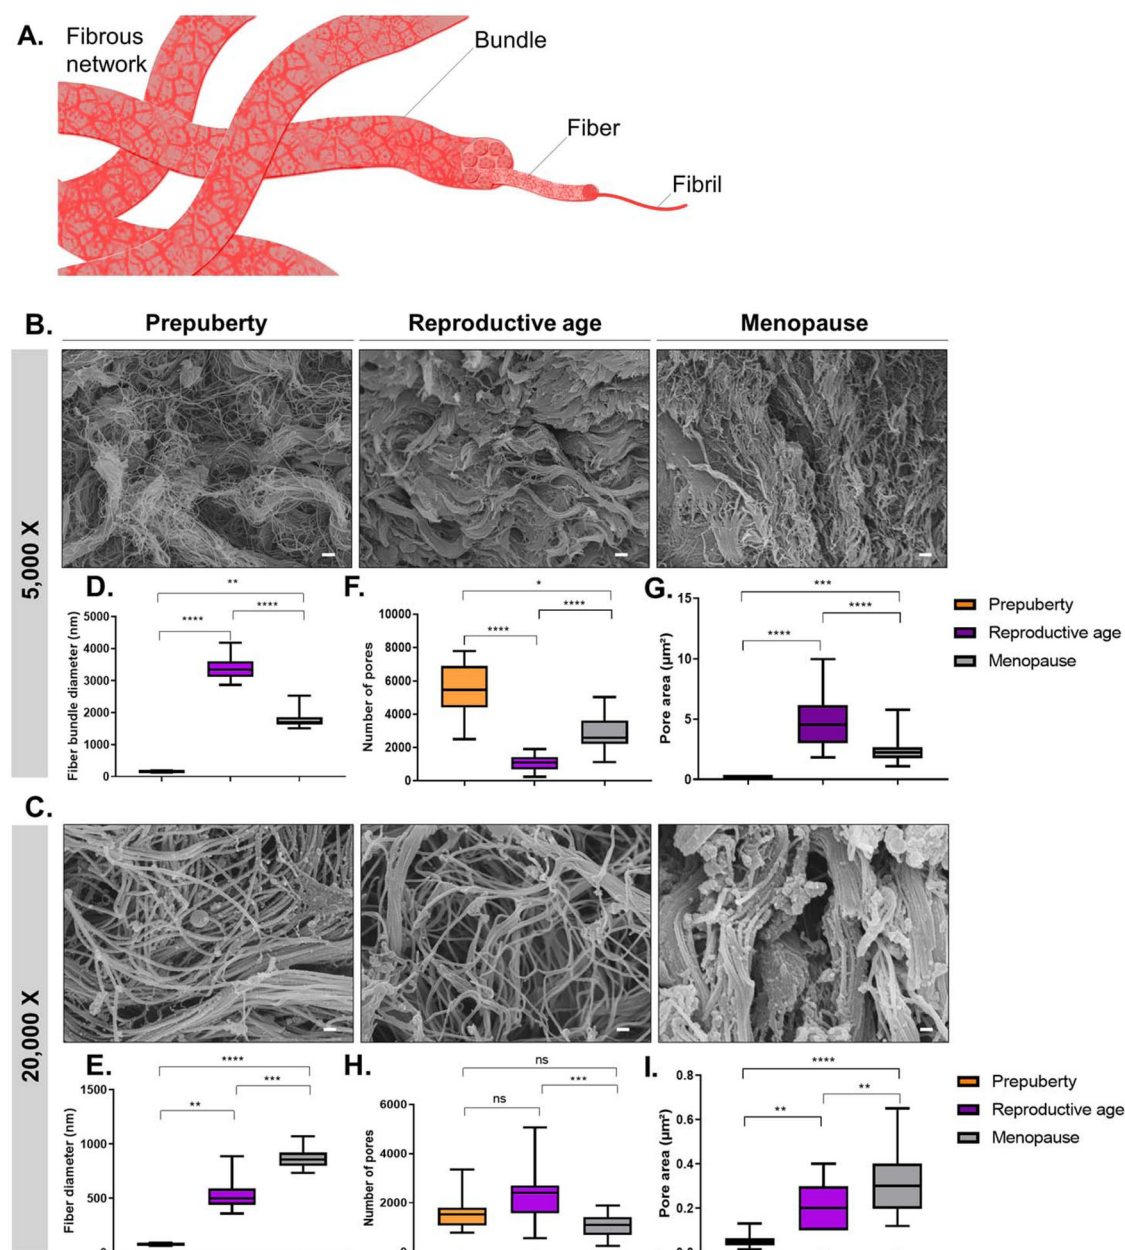 A.
Fibrous
network
Bundle
Fiber
Fibril
B.
Prepuberty
Reproductive age
Menopause
5,000 X
D.
**
****
****
Fiber bundle diameter (nm)
5000
4000
3000
2000
1000
0
F.
*
****
****
Number of pores
10000
8000
6000
4000
2000
0
G.
***
****
****
Pore area (µm²)
15
10
5
0
Prepuberty
Reproductive age
Menopause
C.
20,000 X
E.
****
***
**
Fiber diameter (nm)
1500
1000
500
H.
ns
***
ns
Number of pores
6000
4000
2000
I.
****
**
**
Pore area (µm²)
0.8
0.6
0.4
0.2
Prepuberty
Reproductive age
Menopause